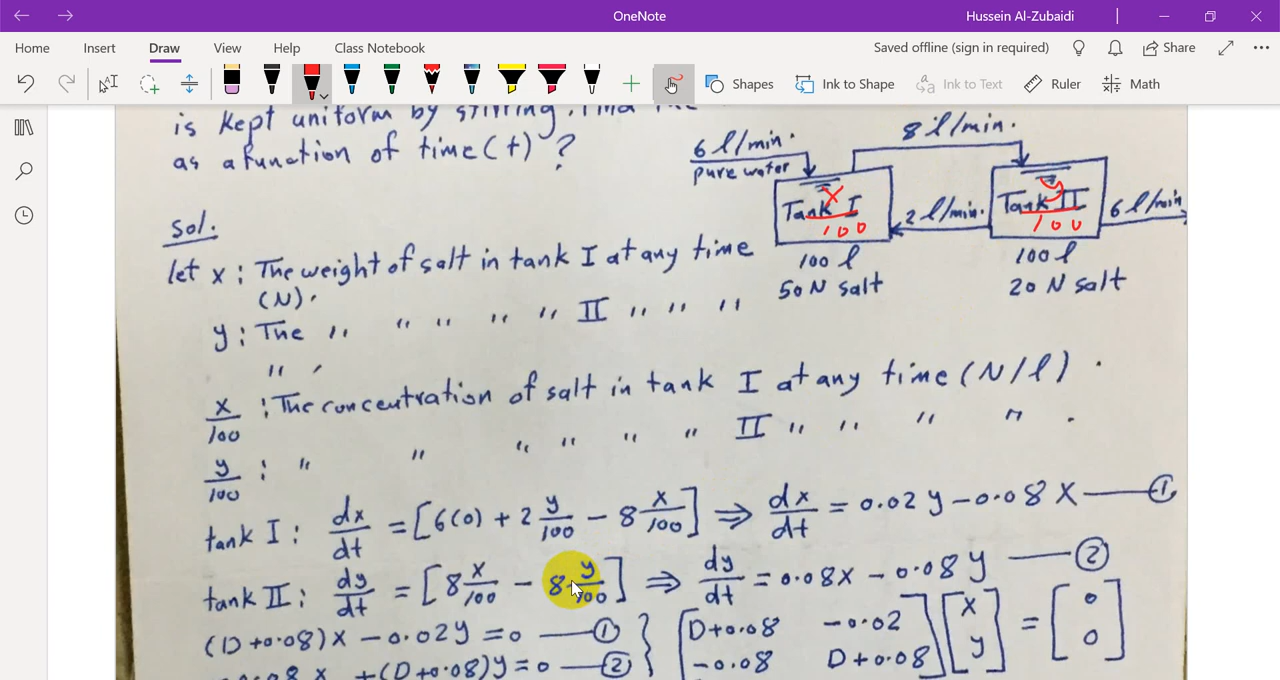 OneNote
Hussein Al-Zubaidi
Home Insert Draw View Help Class Notebook
Saved offline (sign in required) Share
Shapes Ink to Shape Ink to Text Ruler Math
is kept uniform by stirring. Find the
as a function of time (t) ?
6 l/min.
pure water
8 l/min.
Tank I
X
100
2 l/min.
Tank II
y
100
6 l/min
100 l
50 N salt
100 l
20 N salt
sol.
let x : The weight of salt in tank I at any time
(N).
y : The " " " " " II " " "
" "
x/100 : The concentration of salt in tank I at any time (N/l) .
y/100 : " " " " " " II " " " " .
tank I : dx/dt = [6(0) + 2 y/100 - 8 x/100] ⇒ dx/dt = 0.02 y - 0.08 X —— ①
tank II : dy/dt = [8 x/100 - 8 y/100] ⇒ dy/dt = 0.08X - 0.08 y —— ②
(D + 0.08) X - 0.02 y = 0 —— ① } [D+0.08 -0.02] [x] = [0]
-0.08 X + (D+0.08) y = 0 —— ② } [-0.08 D+0.08] [y] = [0]